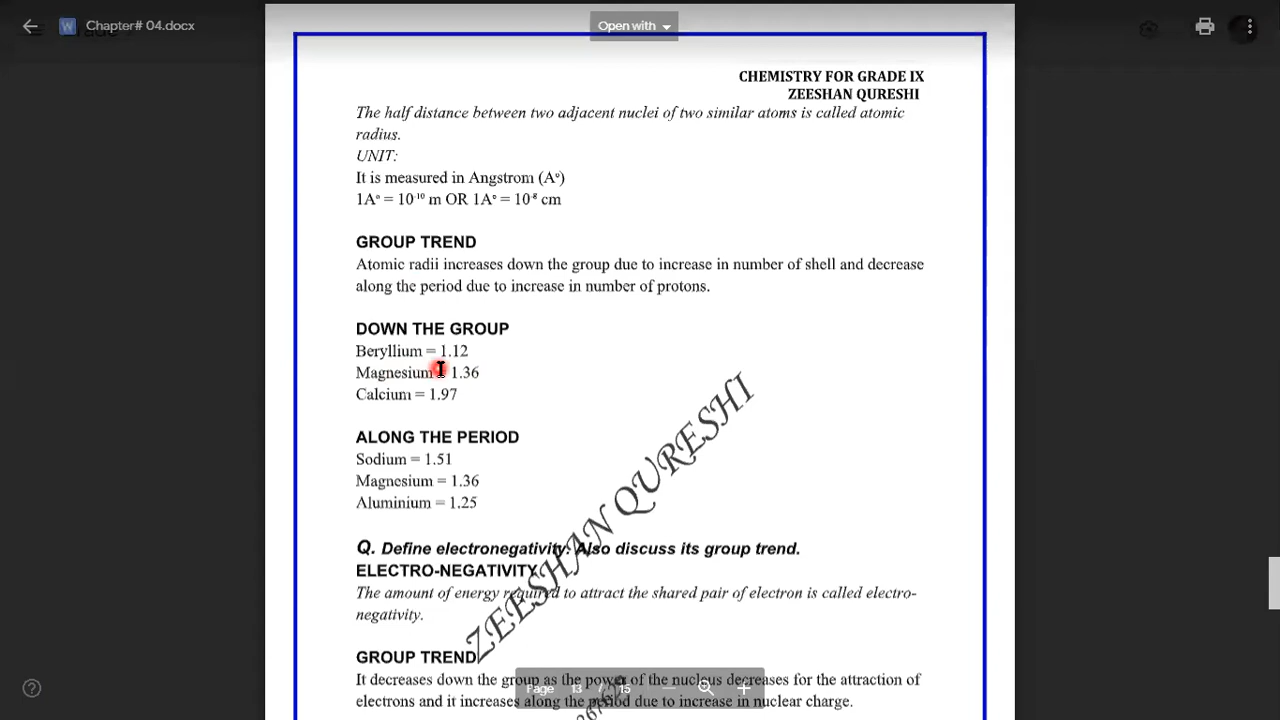 Chapter# 04.docx
Open with
CHEMISTRY FOR GRADE IX
ZEESHAN QURESHI
The half distance between two adjacent nuclei of two similar atoms is called atomic
radius.
UNIT:
It is measured in Angstrom (A°)
1A° = 10⁻¹⁰ m OR 1A° = 10⁻⁸ cm
GROUP TREND
Atomic radii increases down the group due to increase in number of shell and decrease
along the period due to increase in number of protons.
DOWN THE GROUP
Beryllium = 1.12
Magnesium = 1.36
Calcium = 1.97
ALONG THE PERIOD
Sodium = 1.51
Magnesium = 1.36
Aluminium = 1.25
Q. Define electronegativity. Also discuss its group trend.
ELECTRO-NEGATIVITY
The amount of energy required to attract the shared pair of electron is called electro-
negativity.
ZEESHAN QURESHI
GROUP TREND
It decreases down the group as the power of the nucleus decreases for the attraction of
electrons and it increases along the period due to increase in nuclear charge.
Page 13 / 15